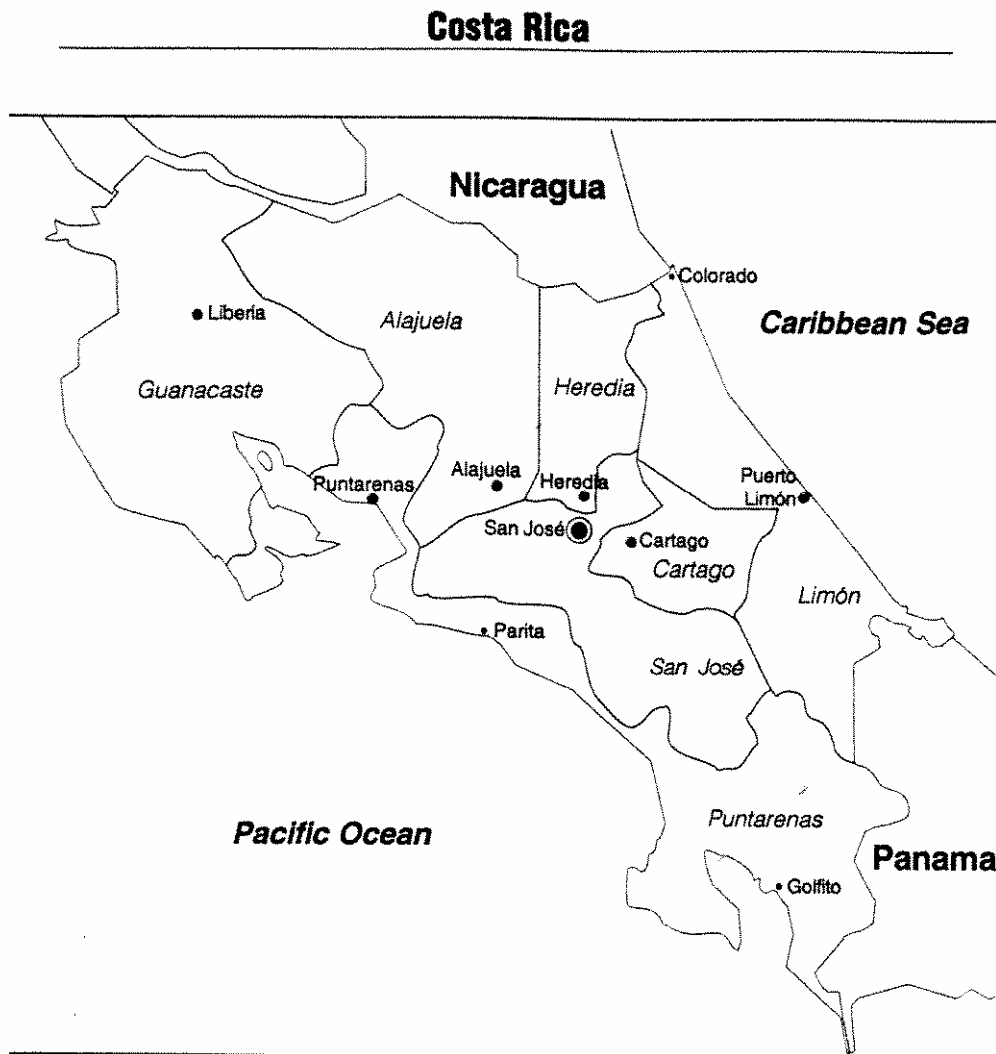 Costa Rica
Nicaragua
Colorado
Caribbean Sea
Liberia
Alajuela
Guanacaste
Heredia
Puntarenas
Alajuela
Heredia
Puerto
Limón
San José
Cartago
Cartago
Limón
Parita
San José
Pacific Ocean
Puntarenas
Panama
Golfito